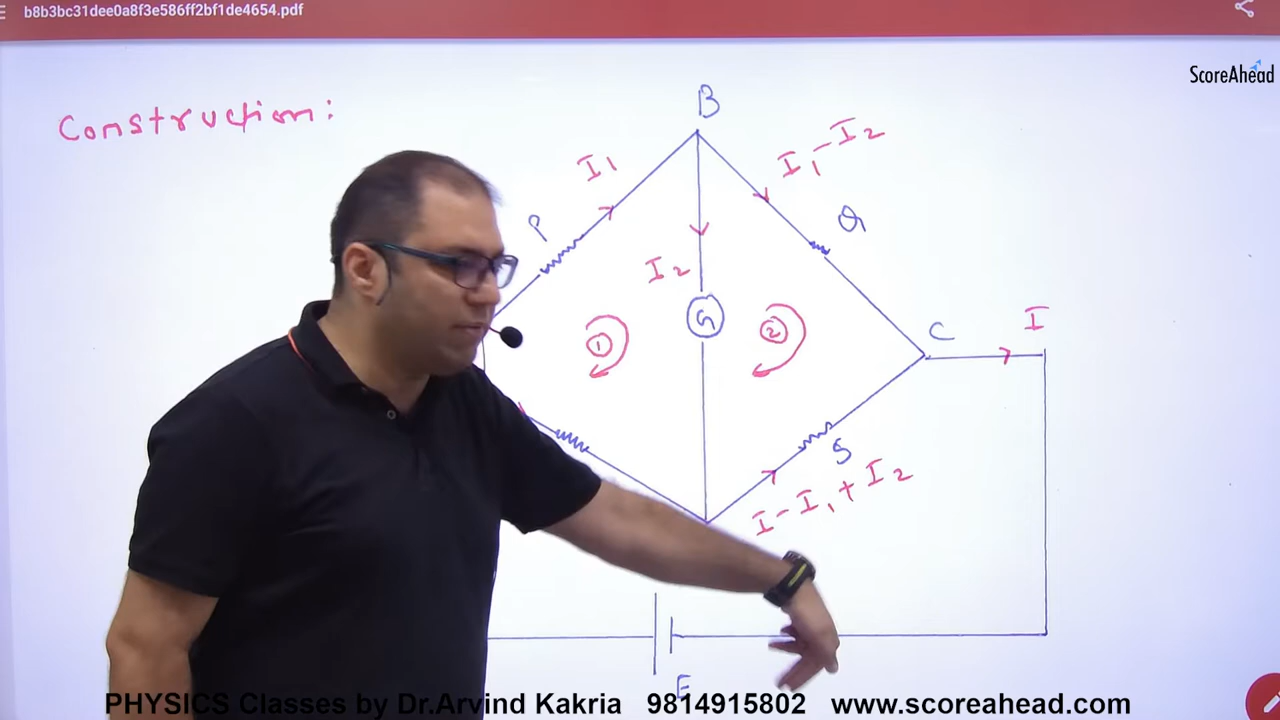 b8b3bc31dee0a8f3e586ff2bf1de4654.pdf
ScoreAhead
Construction:
B
I1
I1-I2
P
Q
I2
G
1
2
C
I
S
I-I1+I2
E
PHYSICS Classes by Dr.Arvind Kakria 9814915802 www.scoreahead.com